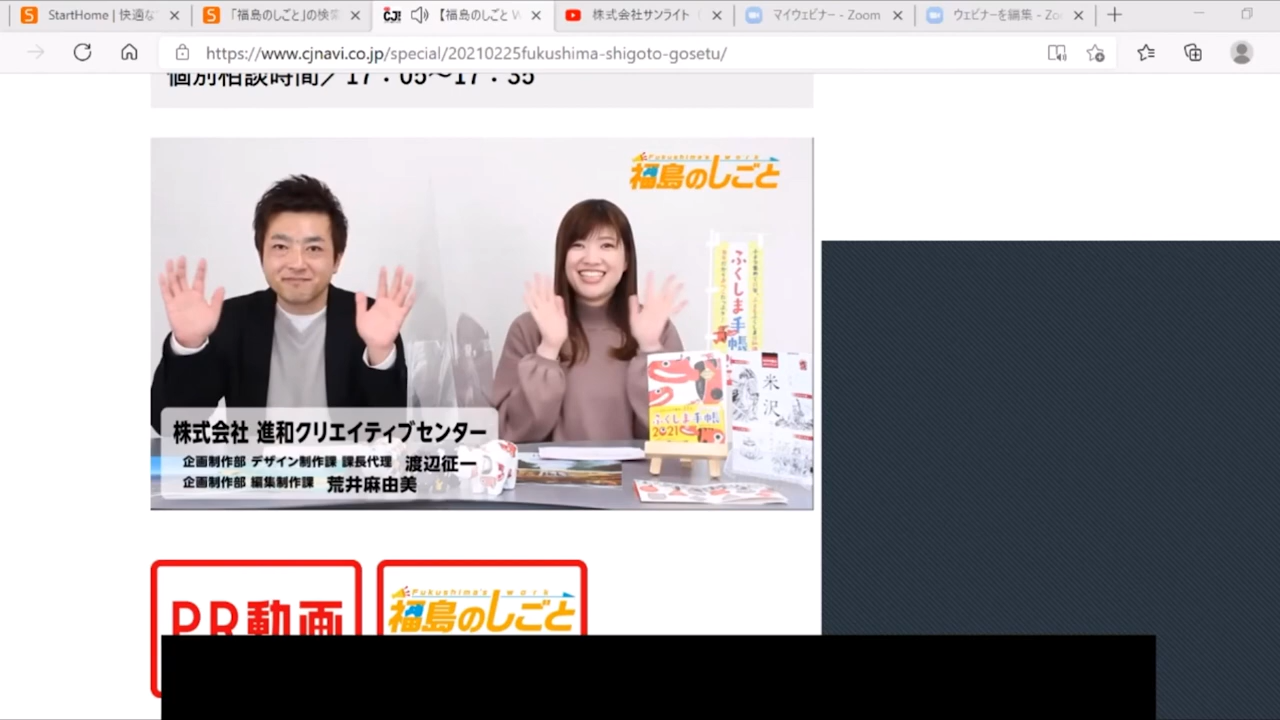 StartHome | 快適な
「福島のしごと」の検索
CJ! 【福島のしごと W
株式会社サンライト
マイウェビナー - Zoom
ウェビナーを編集 - Zo
https://www.cjnavi.co.jp/special/20210225fukushima-shigoto-gosetu/
個別相談時間／17：05～17：35
Fukushima's work
福島のしごと
ふくしま手帳
米沢
ふくしま手帳
2021
株式会社 進和クリエイティブセンター
企画制作部 デザイン制作課 課長代理 渡辺征一
企画制作部 編集制作課 荒井麻由美
PR動画
Fukushima's work
福島のしごと